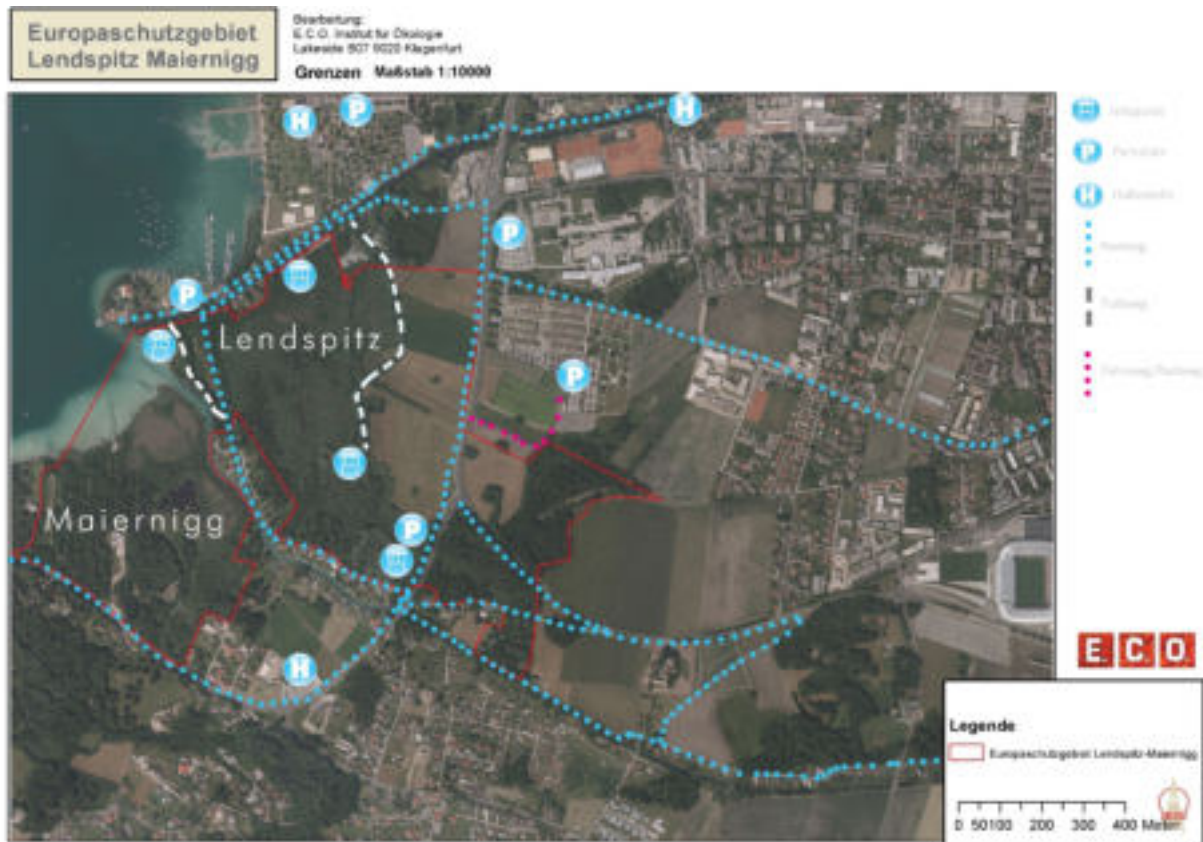 Europaschutzgebiet
Lendspitz Maiernigg
Bearbeitung:
E.C.O. Institut für Ökologie
Lakeside B07 9020 Klagenfurt
Grenzen Maßstab 1:10000
H
P
H
P
P
H
P
P
Lendspitz
P
Maiernigg
P
H
E.C.O.
Legende
Europaschutzgebiet Lendspitz-Maiernigg
0 50100 200 300 400 Meter